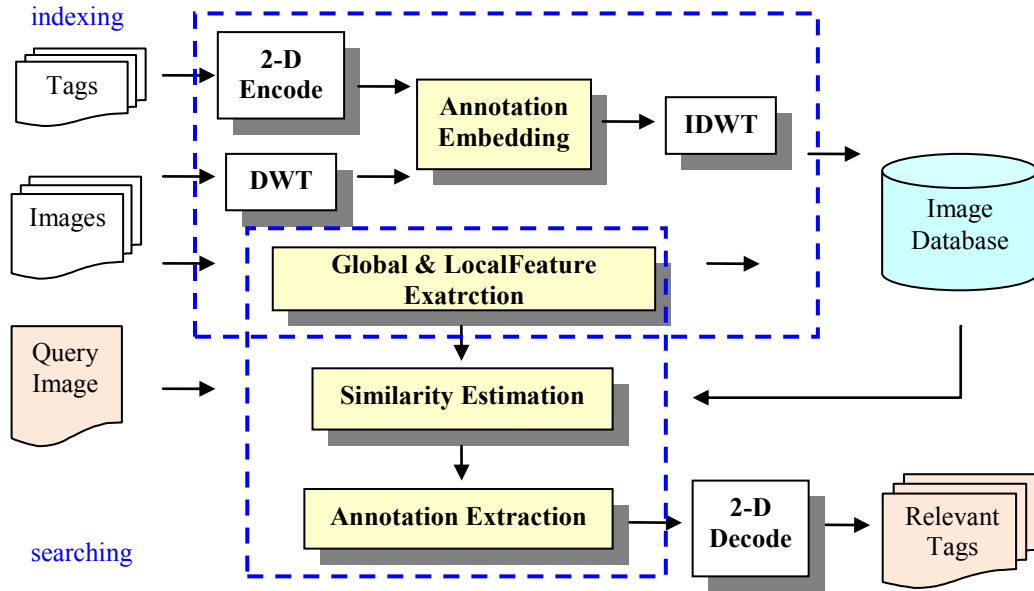 indexing
Tags
2-D
Encode
Annotation
Embedding
IDWT
DWT
Images
Image
Database
Global & LocalFeature
Exatrction
Query
Image
Similarity Estimation
Annotation Extraction
2-D
Decode
Relevant
Tags
searching